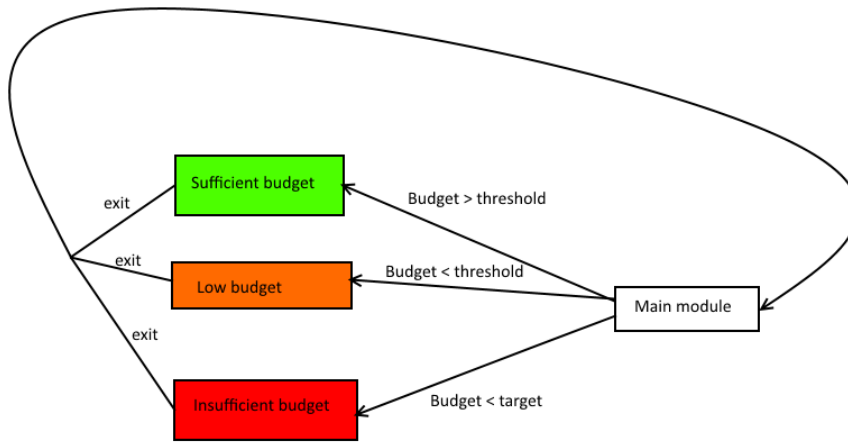 Sufficient budget
exit
Budget > threshold
exit
Budget < threshold
Low budget
Main module
exit
Insufficient budget
Budget < target